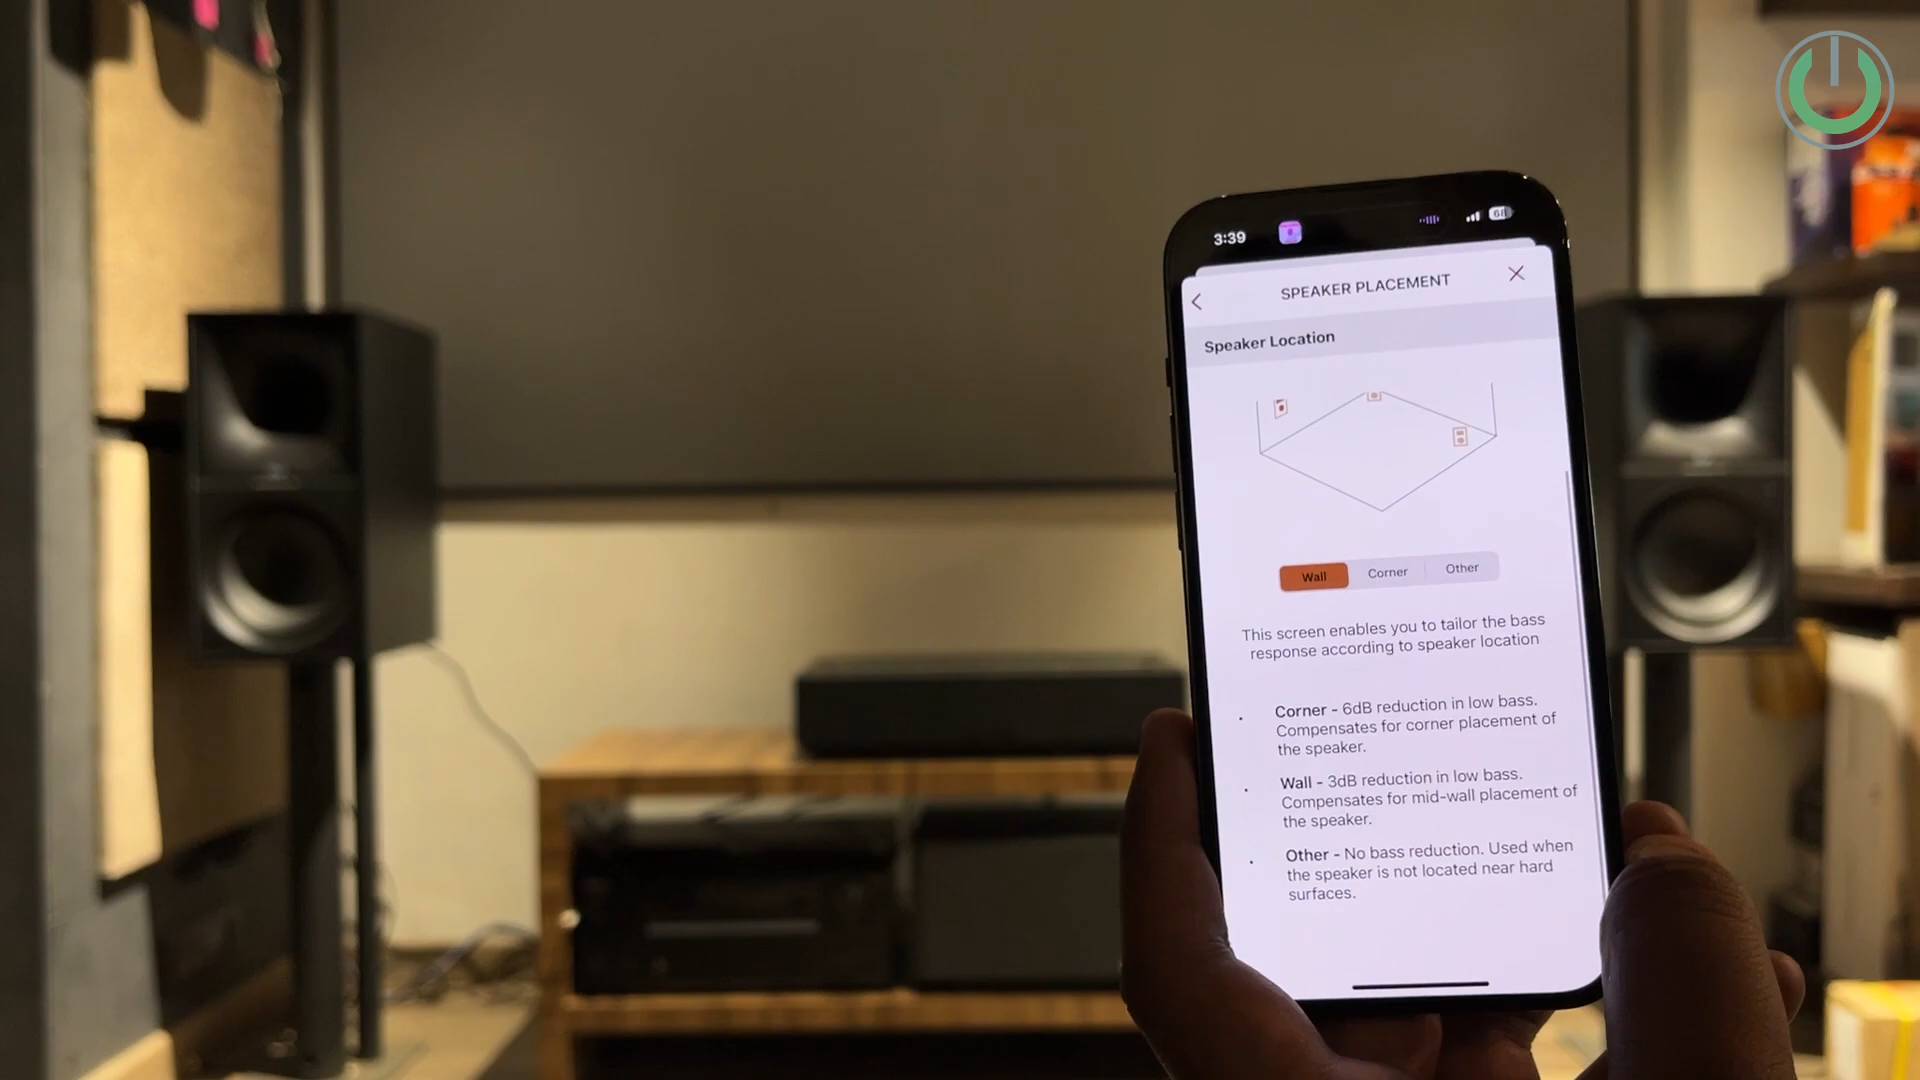 3:39
68
SPEAKER PLACEMENT
Speaker Location
Wall Corner Other
This screen enables you to tailor the bass
response according to speaker location
· Corner - 6dB reduction in low bass.
Compensates for corner placement of
the speaker.
· Wall - 3dB reduction in low bass.
Compensates for mid-wall placement of
the speaker.
· Other - No bass reduction. Used when
the speaker is not located near hard
surfaces.